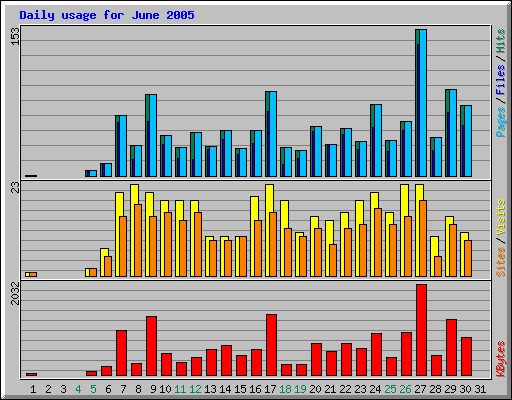 Daily usage for June 2005
153
Pages / Files / Hits
23
Sites / Visits
2032
KBytes
1 2 3 4 5 6 7 8 9 10 11 12 13 14 15 16 17 18 19 20 21 22 23 24 25 26 27 28 29 30 31